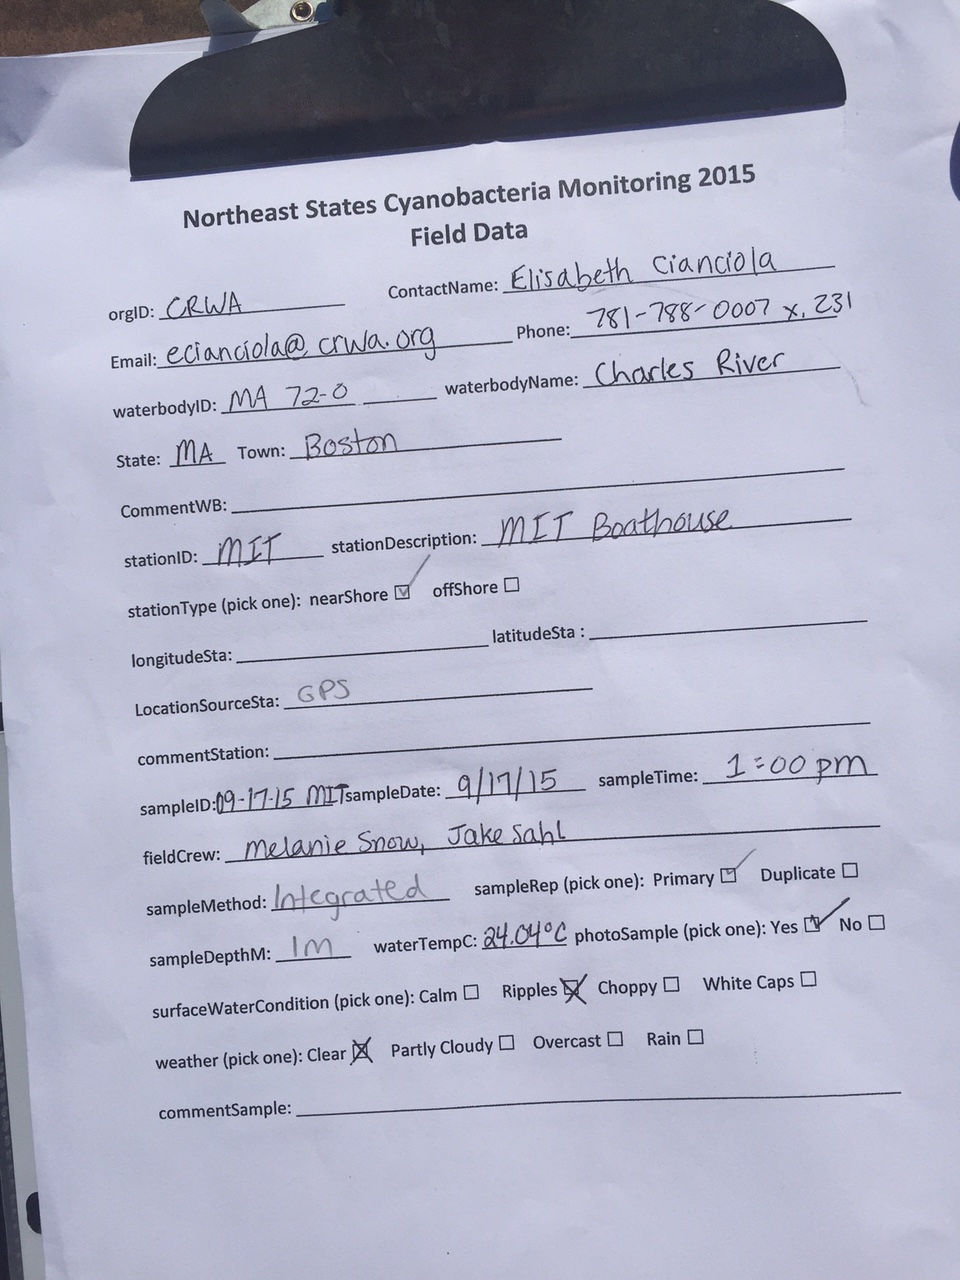 Northeast States Cyanobacteria Monitoring 2015
Field Data
orgID: CRWA ContactName: Elisabeth Cianciola
Email: ecianciola@crwa.org Phone: 781-788-0007 x. 231
waterbodyID: MA 72-0 waterbodyName: Charles River
State: MA Town: Boston
CommentWB:
stationID: MIT stationDescription: MIT Boathouse
stationType (pick one): nearShore ☑ offShore ☐
longitudeSta: latitudeSta :
LocationSourceSta: GPS
commentStation:
sampleID: 09-17-15 MIT sampleDate: 9/17/15 sampleTime: 1:00 pm
fieldCrew: Melanie Snow, Jake Sahl
sampleMethod: Integrated sampleRep (pick one): Primary ☑ Duplicate ☐
sampleDepthM: 1m waterTempC: 24.04°C photoSample (pick one): Yes ☑ No ☐
surfaceWaterCondition (pick one): Calm ☐ Ripples ☒ Choppy ☐ White Caps ☐
weather (pick one): Clear ☒ Partly Cloudy ☐ Overcast ☐ Rain ☐
commentSample: